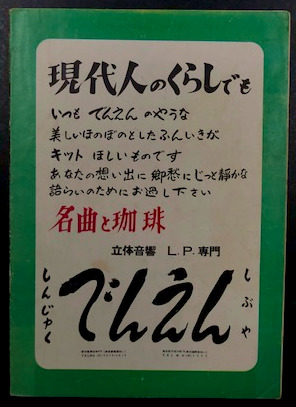 現代人のくらしでも
いつも でんえん のやうな
美しいほのぼのとしたふんいきが
キット ほしいものです
あなたの想い出に郷愁にじっと静かな
語らいのためにお過し下さい
名曲と珈琲
立体音響 L.P.専門
でんえん
しんじゅく
しぶや